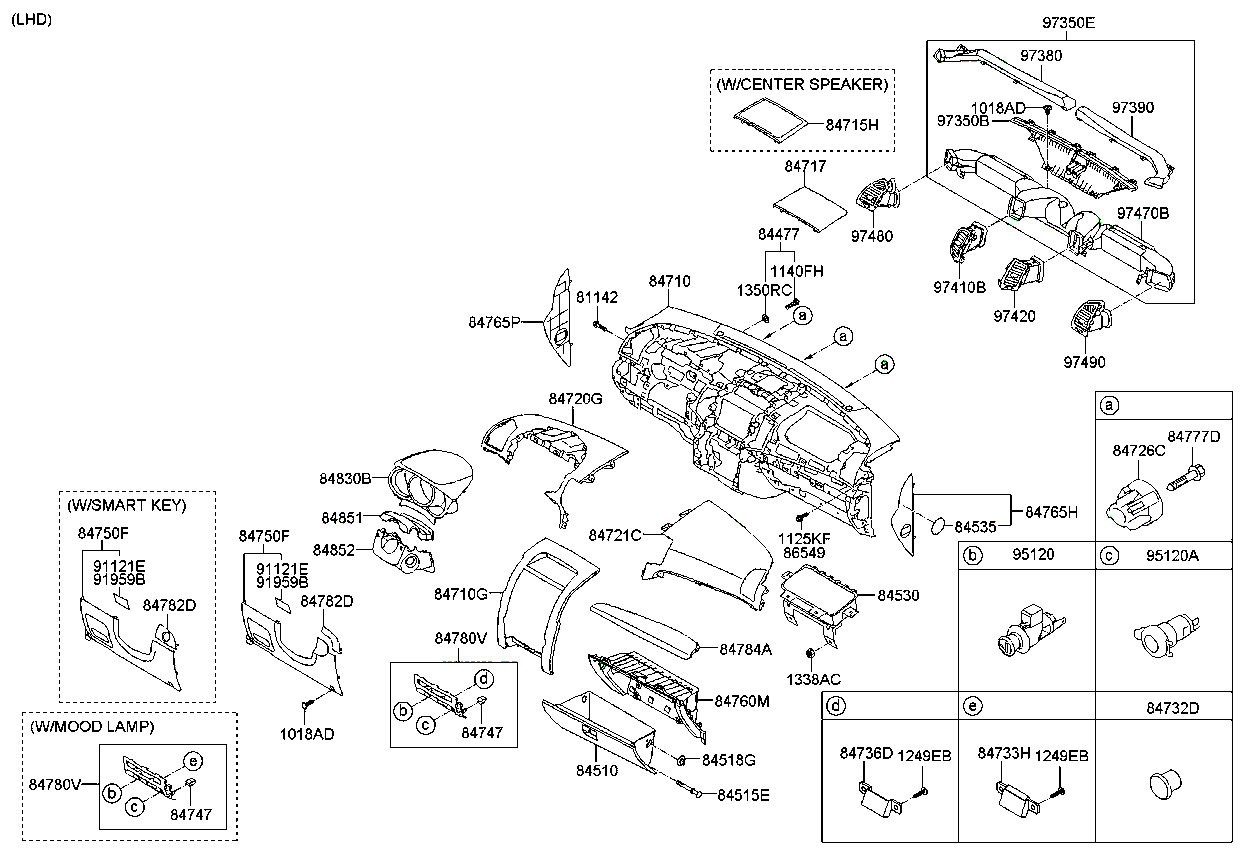 (LHD)
97350E
97380
(W/CENTER SPEAKER)
84715H
1018AD
97390
97350B
84717
97480
97470B
84477
1140FH
1350RC
97410B
97420
97490
84710
81142
84765P
a
a
a
84720G
84830B
84851
84852
(W/SMART KEY)
84750F
91121E
91959B
84782D
84750F
91121E
91959B
84782D
1018AD
84710G
84721C
1125KF
86549
84535
84765H
84530
1338AC
84784A
84760M
84780V
d
b
c
84747
84510
84518G
84515E
(W/MOOD LAMP)
84780V
e
b
c
84747
a
84777D
84726C
b 95120
c 95120A
d
e
84732D
84736D
1249EB
84733H
1249EB